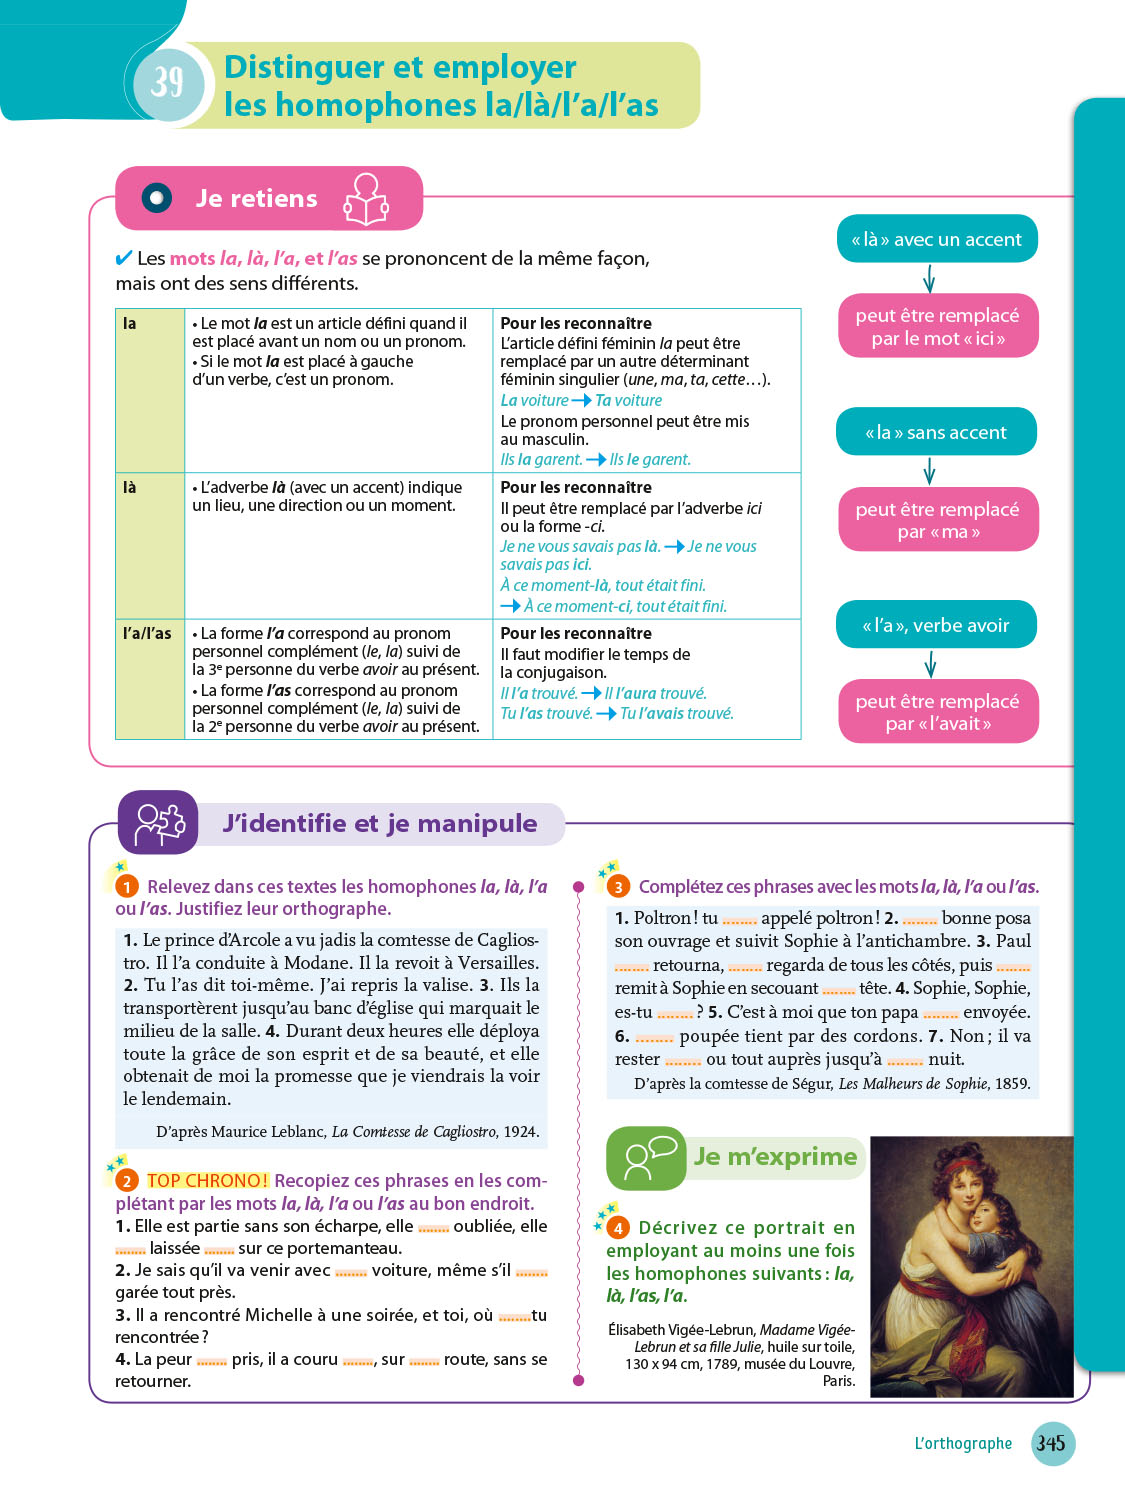 39
Distinguer et employer
les homophones la/là/l’a/l’as
Je retiens
✔ Les mots la, là, l’a, et l’as se prononcent de la même façon,
mais ont des sens différents.
la
• Le mot la est un article défini quand il
est placé avant un nom ou un pronom.
• Si le mot la est placé à gauche
d’un verbe, c’est un pronom.
Pour les reconnaître
L’article défini féminin la peut être
remplacé par un autre déterminant
féminin singulier (une, ma, ta, cette…).
La voiture → Ta voiture
Le pronom personnel peut être mis
au masculin.
Ils la garent. → Ils le garent.
là
• L’adverbe là (avec un accent) indique
un lieu, une direction ou un moment.
Pour les reconnaître
Il peut être remplacé par l’adverbe ici
ou la forme -ci.
Je ne vous savais pas là. → Je ne vous
savais pas ici.
À ce moment-là, tout était fini.
→ À ce moment-ci, tout était fini.
l’a/l’as
• La forme l’a correspond au pronom
personnel complément (le, la) suivi de
la 3e personne du verbe avoir au présent.
• La forme l’as correspond au pronom
personnel complément (le, la) suivi de
la 2e personne du verbe avoir au présent.
Pour les reconnaître
Il faut modifier le temps de
la conjugaison.
Il l’a trouvé. → Il l’aura trouvé.
Tu l’as trouvé. → Tu l’avais trouvé.
« là » avec un accent
peut être remplacé
par le mot « ici »
« la » sans accent
peut être remplacé
par « ma »
« l’a », verbe avoir
peut être remplacé
par « l’avait »
J’identifie et je manipule
1 Relevez dans ces textes les homophones la, là, l’a
ou l’as. Justifiez leur orthographe.
1. Le prince d’Arcole a vu jadis la comtesse de Caglios-
tro. Il l’a conduite à Modane. Il la revoit à Versailles.
2. Tu l’as dit toi-même. J’ai repris la valise. 3. Ils la
transportèrent jusqu’au banc d’église qui marquait le
milieu de la salle. 4. Durant deux heures elle déploya
toute la grâce de son esprit et de sa beauté, et elle
obtenait de moi la promesse que je viendrais la voir
le lendemain.
D’après Maurice Leblanc, La Comtesse de Cagliostro, 1924.
2 TOP CHRONO ! Recopiez ces phrases en les com-
plétant par les mots la, là, l’a ou l’as au bon endroit.
1. Elle est partie sans son écharpe, elle ........ oubliée, elle
........ laissée ........ sur ce portemanteau.
2. Je sais qu’il va venir avec ........ voiture, même s’il ........
garée tout près.
3. Il a rencontré Michelle à une soirée, et toi, où ........tu
rencontrée ?
4. La peur ........ pris, il a couru ........, sur ........ route, sans se
retourner.
3 Complétez ces phrases avec les mots la, là, l’a ou l’as.
1. Poltron ! tu ........ appelé poltron ! 2. ........ bonne posa
son ouvrage et suivit Sophie à l’antichambre. 3. Paul
........ retourna, ........ regarda de tous les côtés, puis ........
remit à Sophie en secouant ........ tête. 4. Sophie, Sophie,
es-tu ........ ? 5. C’est à moi que ton papa ........ envoyée.
6. ........ poupée tient par des cordons. 7. Non ; il va
rester ........ ou tout auprès jusqu’à ........ nuit.
D’après la comtesse de Ségur, Les Malheurs de Sophie, 1859.
Je m’exprime
4 Décrivez ce portrait en
employant au moins une fois
les homophones suivants : la,
là, l’as, l’a.
Élisabeth Vigée-Lebrun, Madame Vigée-
Lebrun et sa fille Julie, huile sur toile,
130 x 94 cm, 1789, musée du Louvre,
Paris.
L’orthographe 345